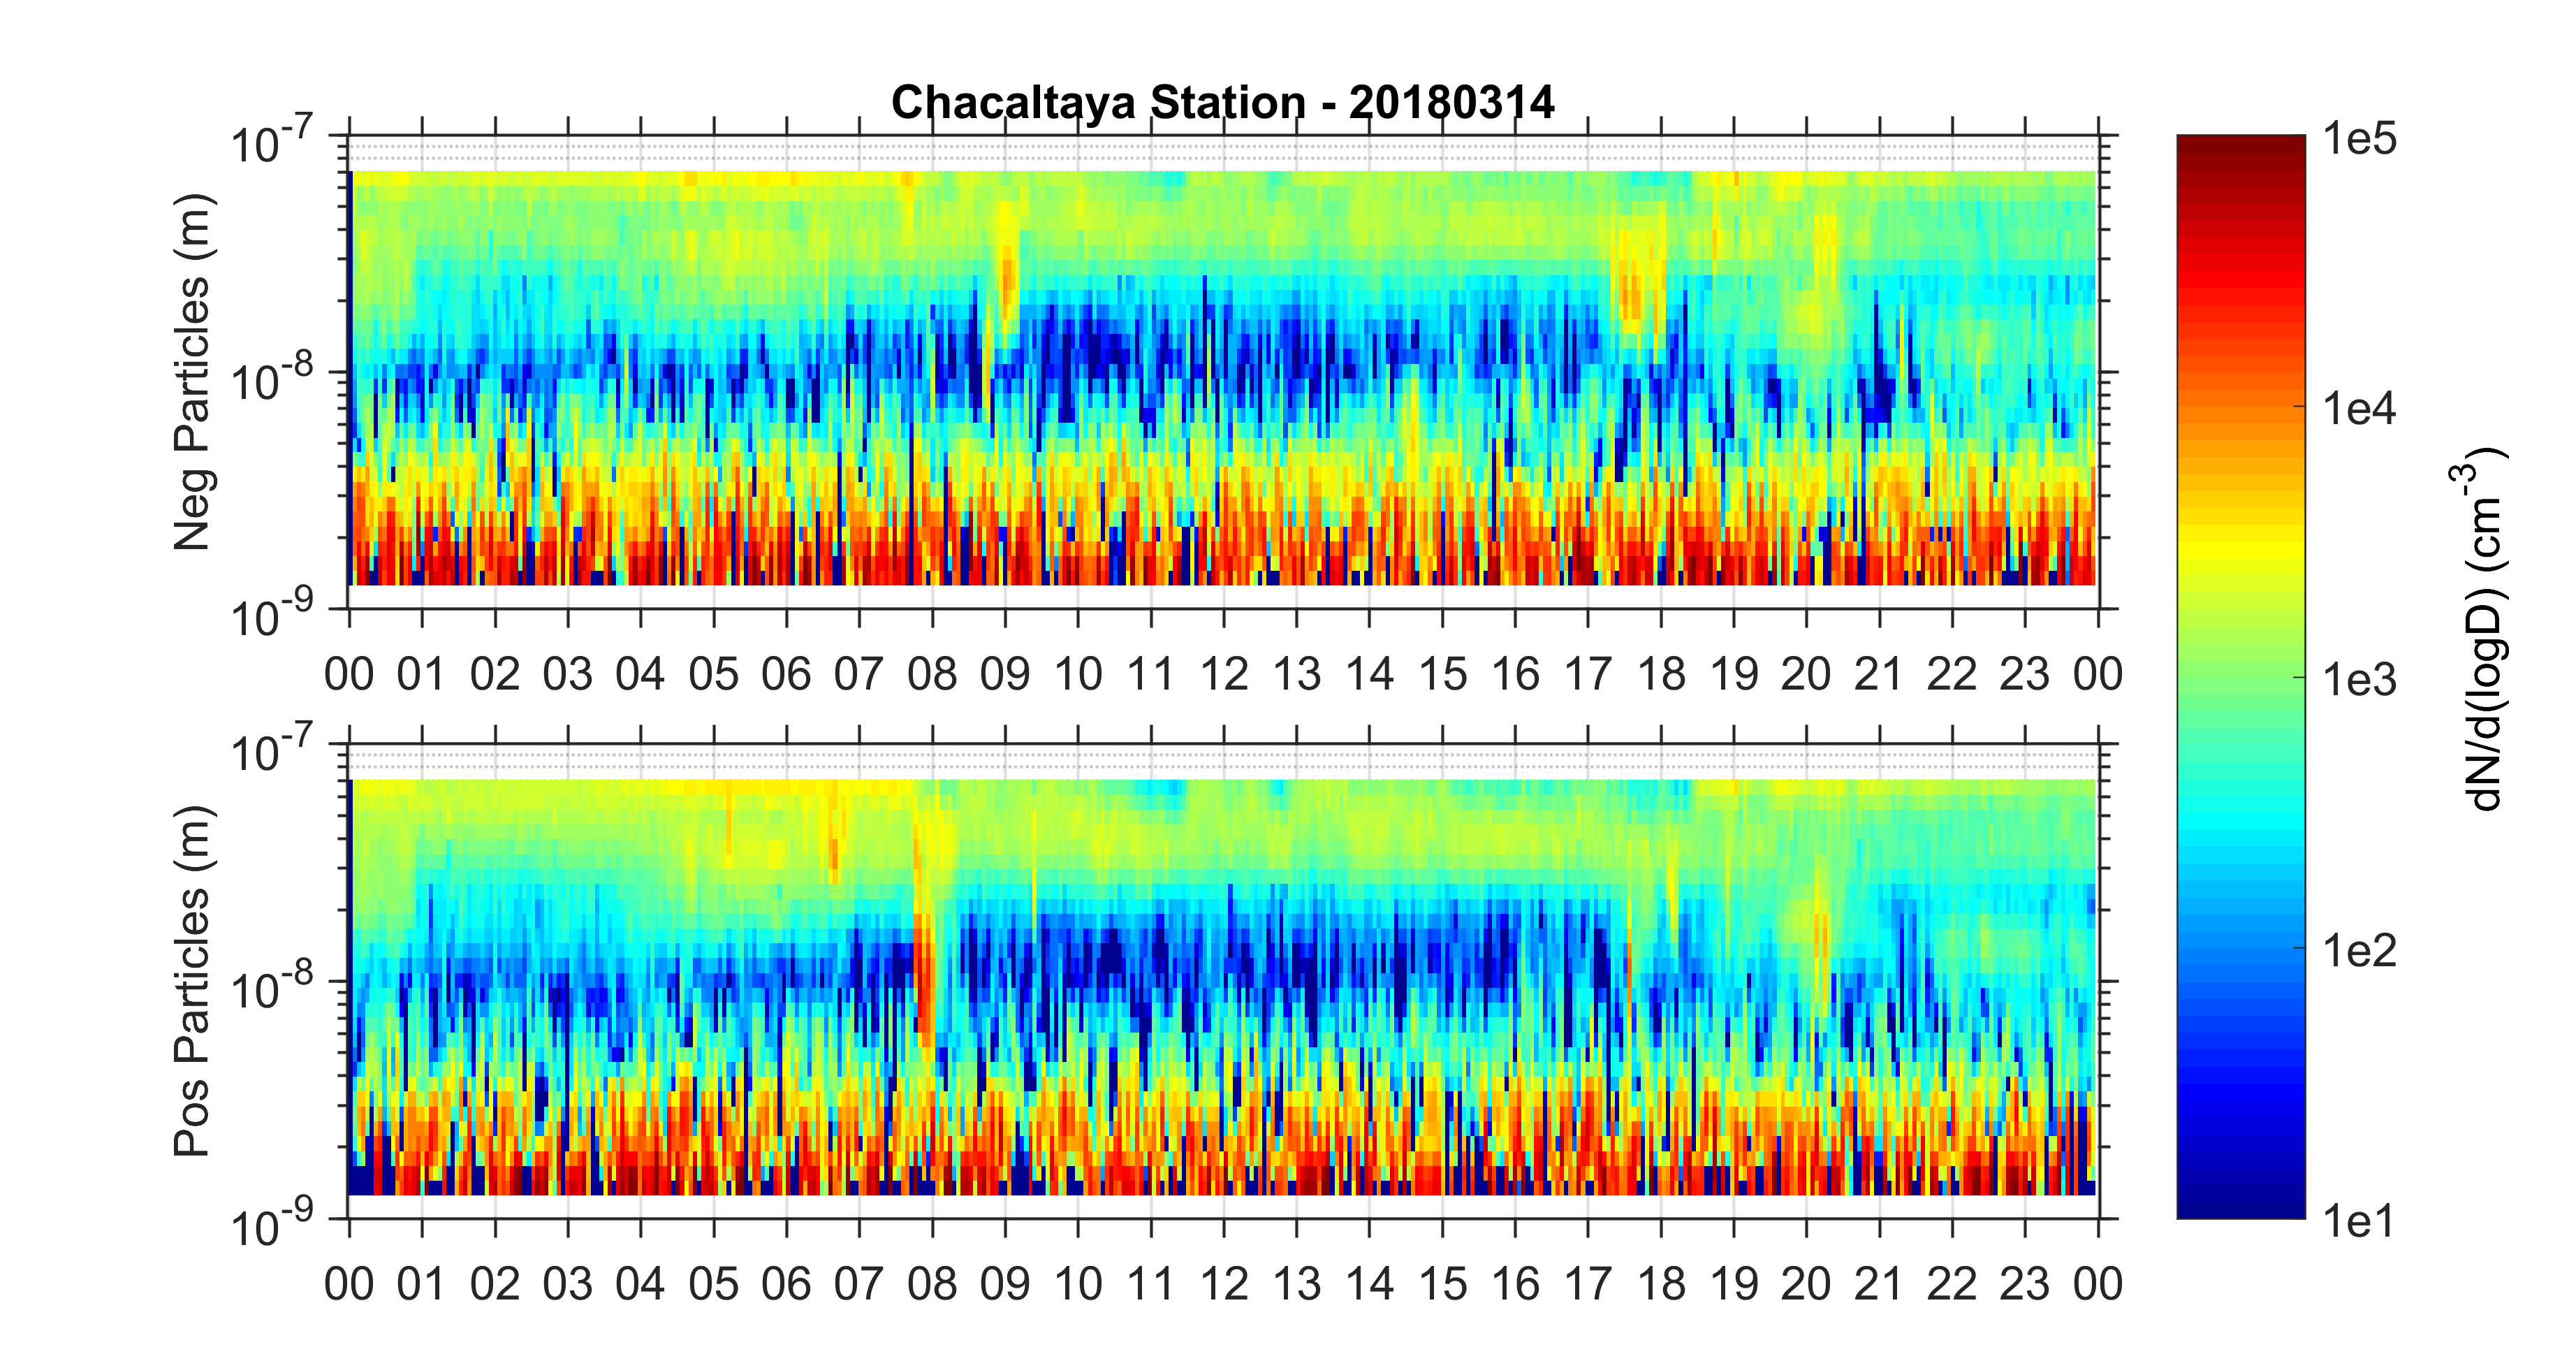 Chacaltaya Station - 20180314
Neg Particles (m)
10-7
10-8
10-9
00 01 02 03 04 05 06 07 08 09 10 11 12 13 14 15 16 17 18 19 20 21 22 23 00
Pos Particles (m)
10-7
10-8
10-9
00 01 02 03 04 05 06 07 08 09 10 11 12 13 14 15 16 17 18 19 20 21 22 23 00
1e5
1e4
1e3
1e2
1e1
dN/d(logD) (cm-3)